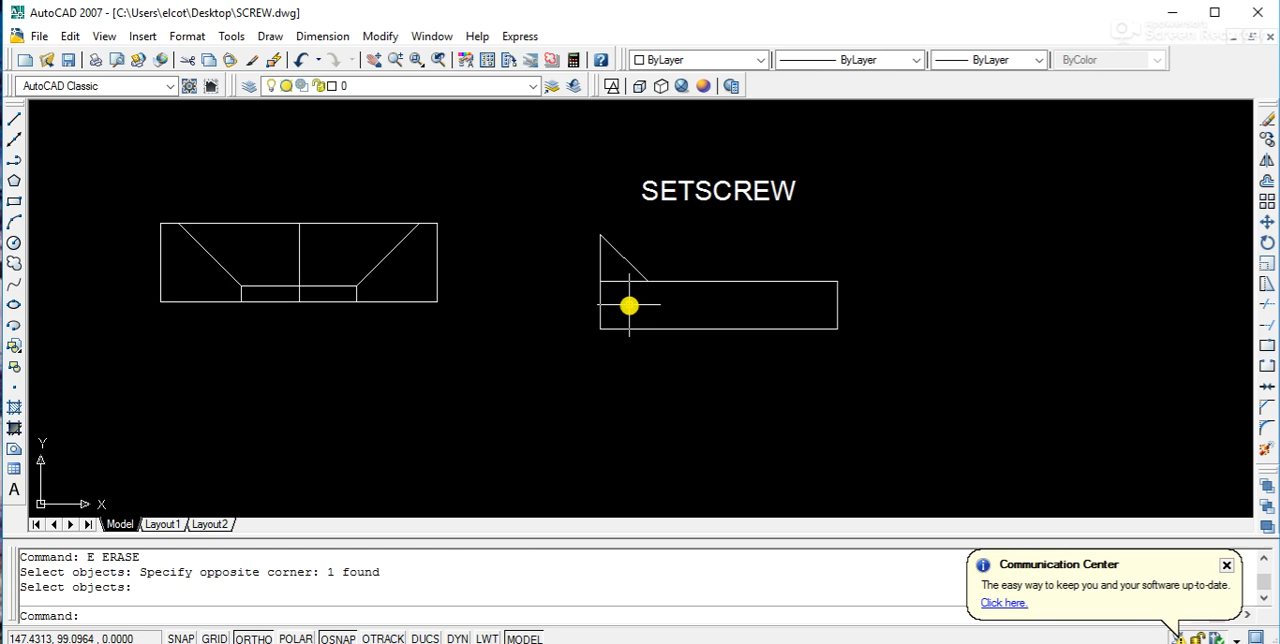 AutoCAD 2007 - [C:\Users\elcot\Desktop\SCREW.dwg]
File Edit View Insert Format Tools Draw Dimension Modify Window Help Express
ByLayer ByLayer ByLayer ByColor
AutoCAD Classic 0
SETSCREW
Y
X
A
Model Layout1 Layout2
Command: E ERASE
Select objects: Specify opposite corner: 1 found
Select objects:
Command:
Communication Center
The easy way to keep you and your software up-to-date.
Click here.
147.4313, 99.0964, 0.0000 SNAP GRID ORTHO POLAR OSNAP OTRACK DUCS DYN LWT MODEL